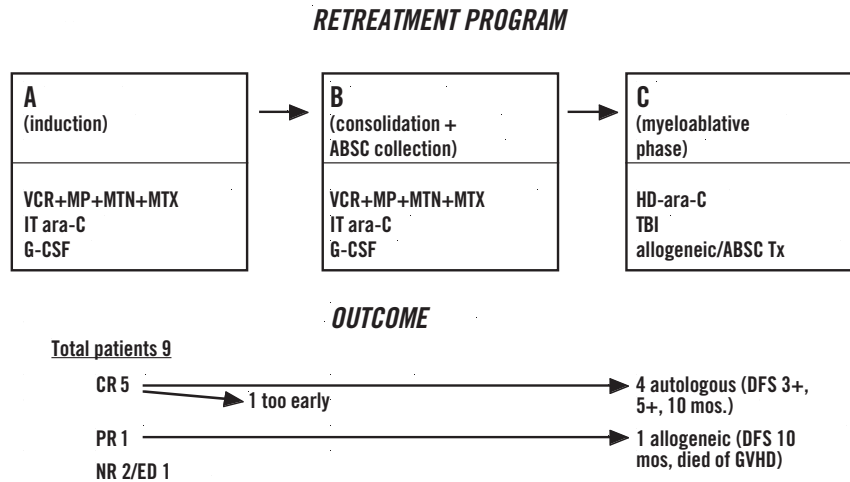 RETREATMENT PROGRAM
A
(induction)
VCR+MP+MTN+MTX
IT ara-C
G-CSF
B
(consolidation +
ABSC collection)
VCR+MP+MTN+MTX
IT ara-C
G-CSF
C
(myeloablative
phase)
HD-ara-C
TBI
allogeneic/ABSC Tx
OUTCOME
Total patients 9
CR 5
1 too early
4 autologous (DFS 3+,
5+, 10 mos.)
PR 1
1 allogeneic (DFS 10
mos, died of GVHD)
NR 2/ED 1